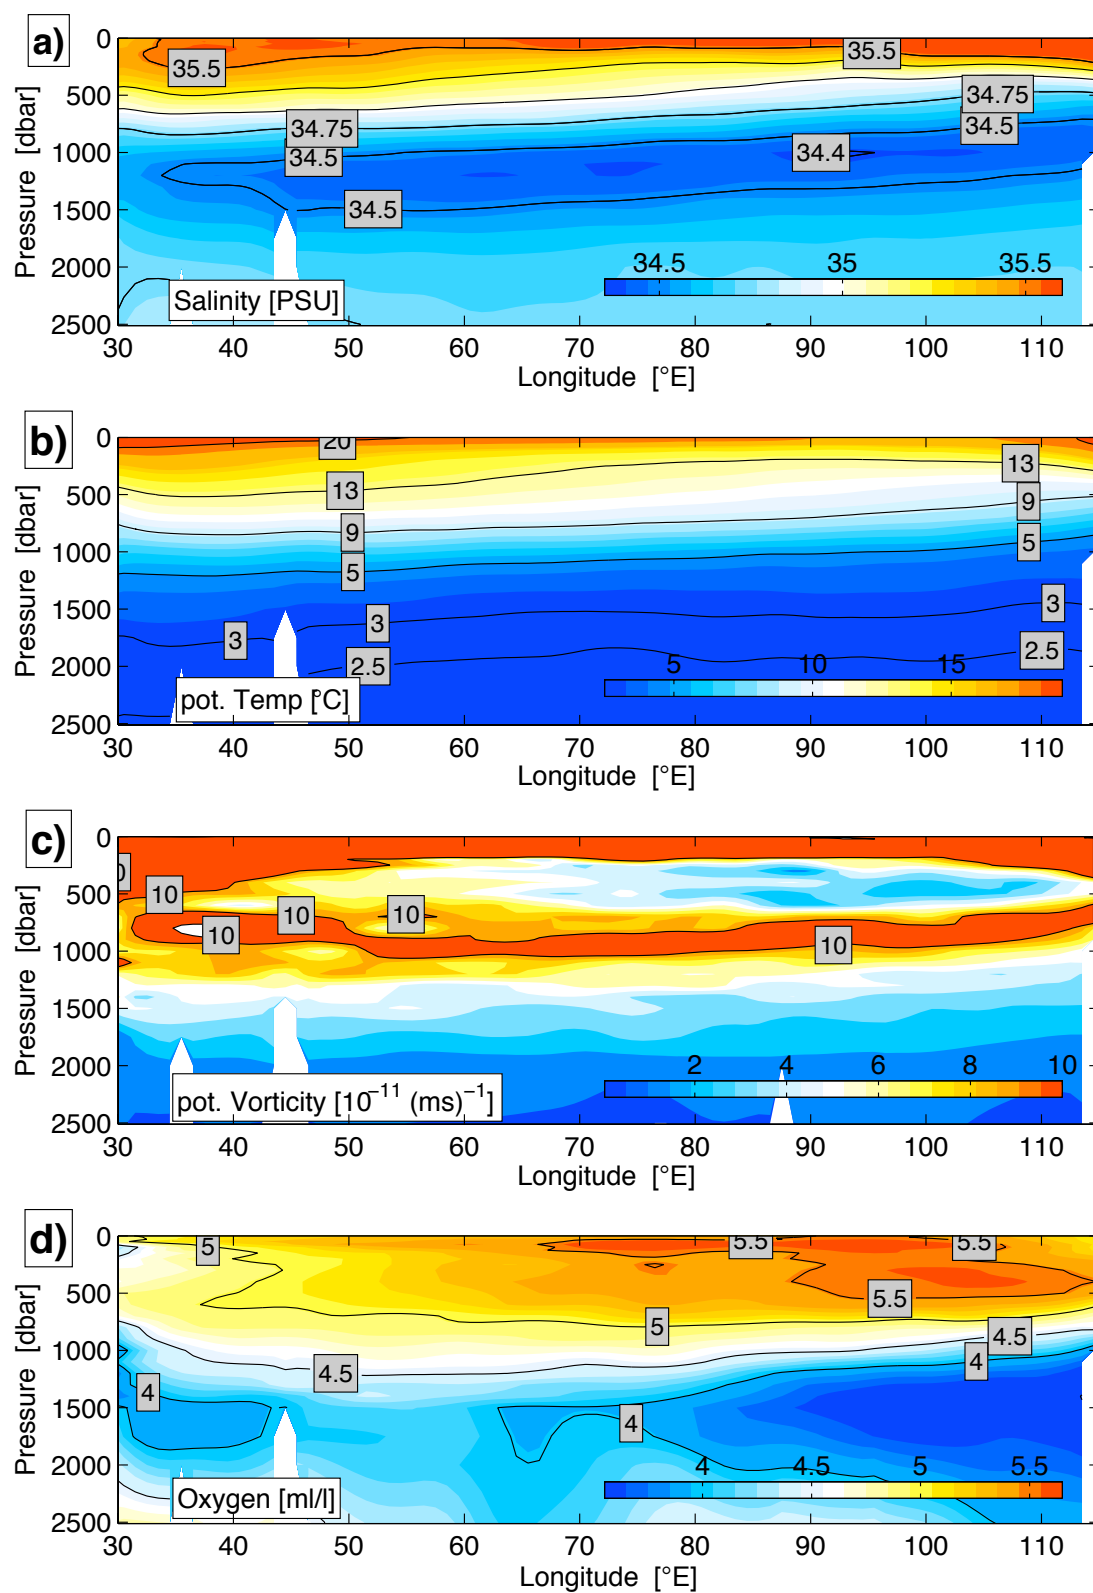 a)
0
500
1000
1500
2000
2500
Pressure [dbar]
35.5
35.5
34.75
34.75
34.5
34.5
34.4
34.5
34.5 35 35.5
Salinity [PSU]
30 40 50 60 70 80 90 100 110
Longitude [°E]
b)
0
500
1000
1500
2000
2500
Pressure [dbar]
20
13
13
9
9
5
5
3
3
3
2.5
2.5
5 10 15
pot. Temp [°C]
30 40 50 60 70 80 90 100 110
Longitude [°E]
c)
0
500
1000
1500
2000
2500
Pressure [dbar]
10
10
10
10
10
2 4 6 8 10
pot. Vorticity [10⁻¹¹ (ms)⁻¹]
30 40 50 60 70 80 90 100 110
Longitude [°E]
d)
0
500
1000
1500
2000
2500
Pressure [dbar]
5
5.5
5.5
5.5
5
4.5
4.5
4
4
4
4 4.5 5 5.5
Oxygen [ml/l]
30 40 50 60 70 80 90 100 110
Longitude [°E]